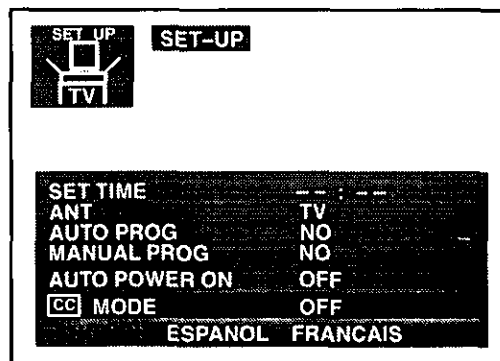 SET UP
SET-UP
TV
SET TIME -- : --
ANT TV
AUTO PROG NO
MANUAL PROG NO
AUTO POWER ON OFF
CC MODE OFF
ESPANOL FRANCAIS